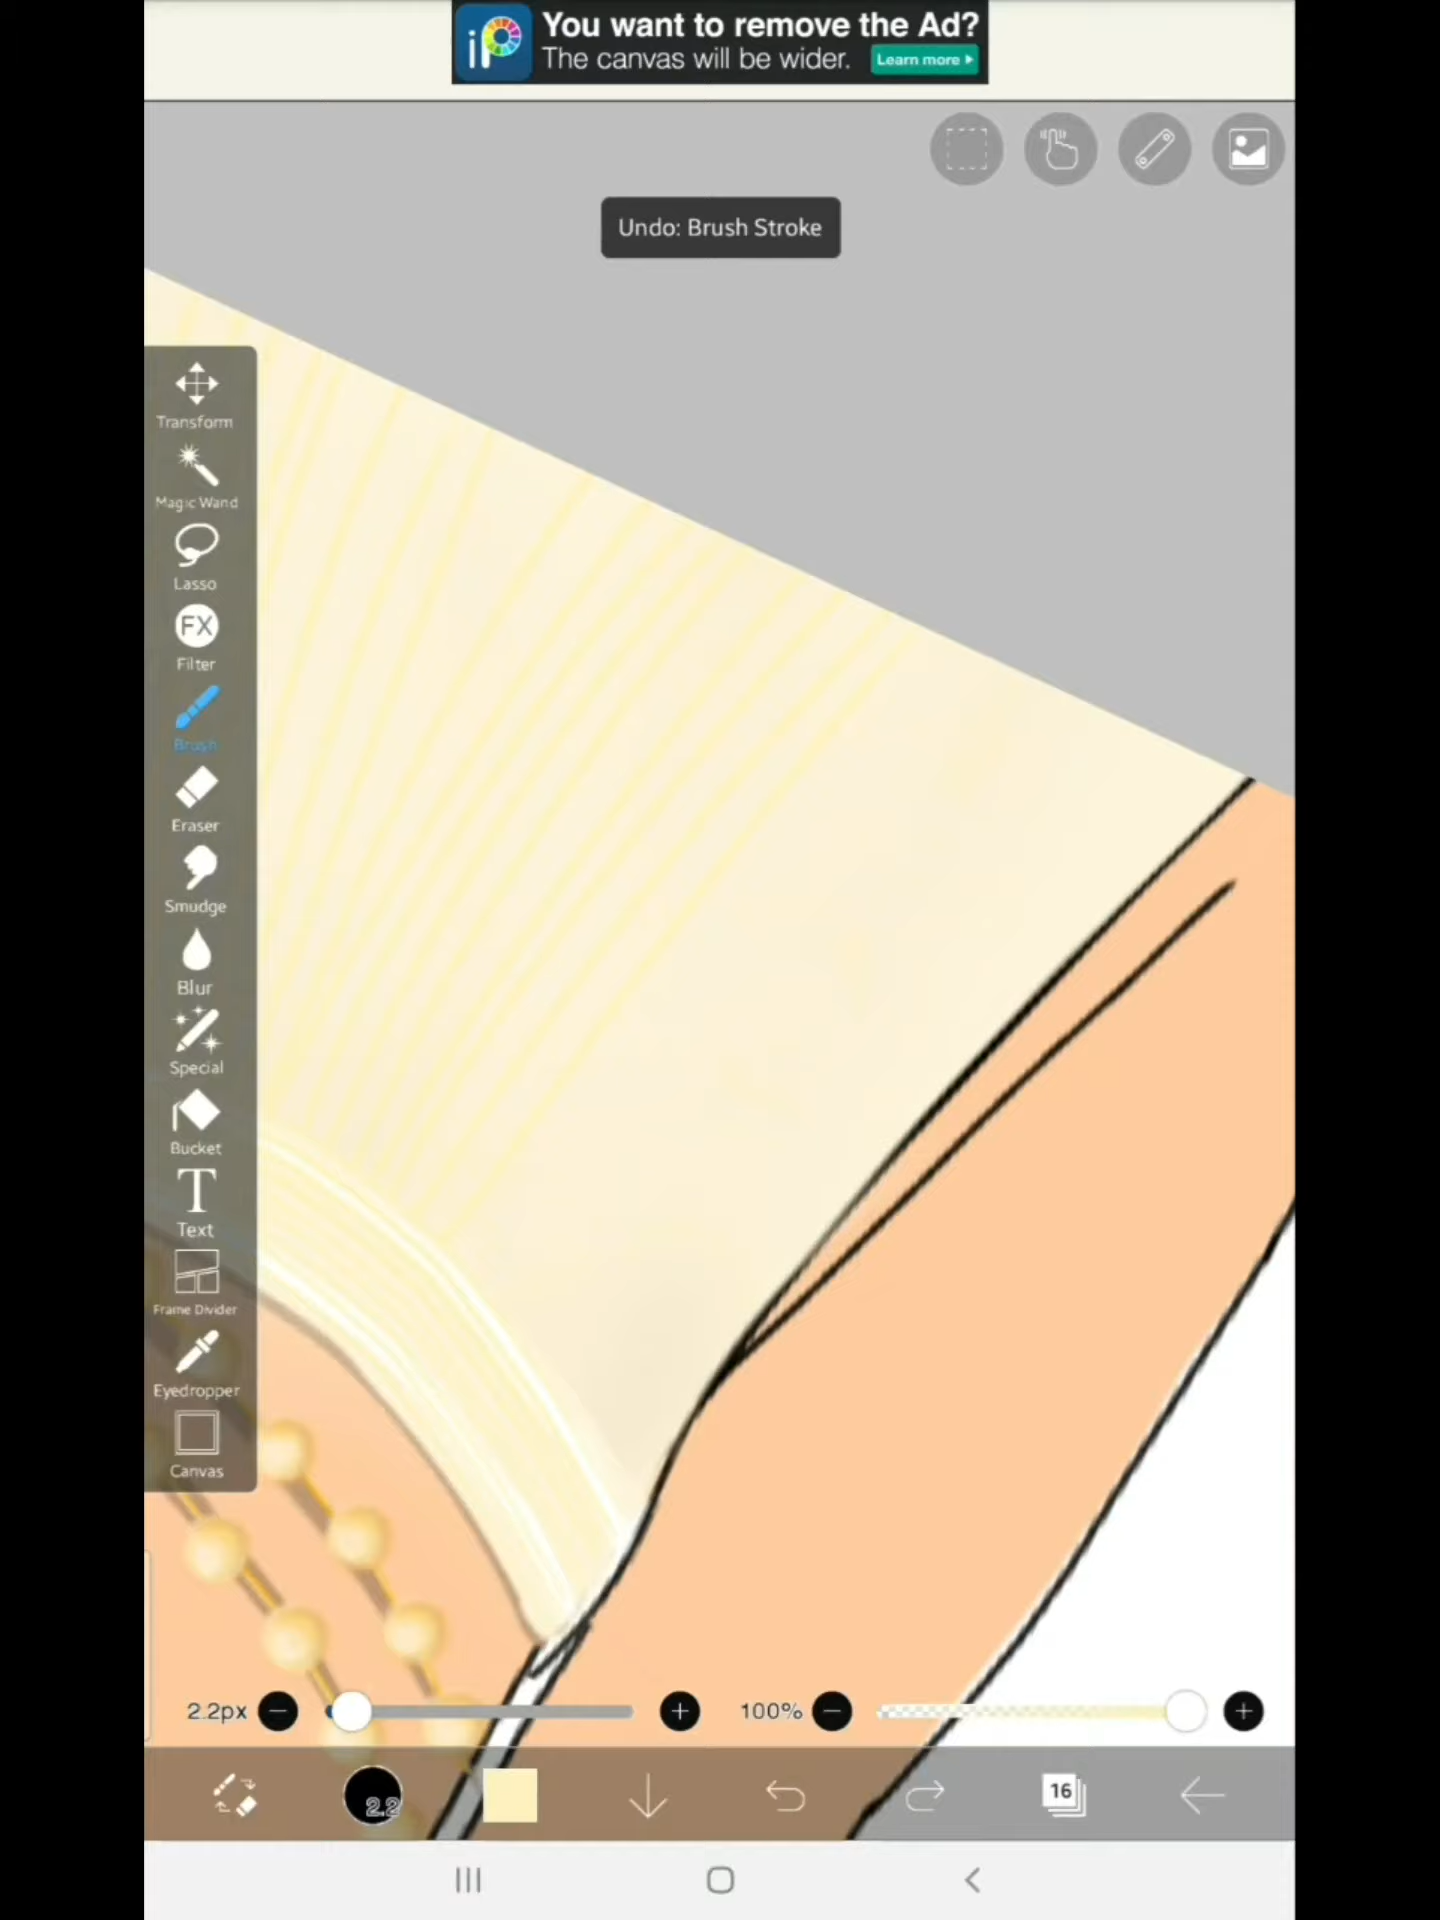 iP
You want to remove the Ad?
The canvas will be wider.
Learn more
Undo: Brush Stroke
Transform
Magic Wand
Lasso
FX
Filter
Brush
Eraser
Smudge
Blur
Special
Bucket
T
Text
Frame Divider
Eyedropper
Canvas
2.2px
100%
2.2
16